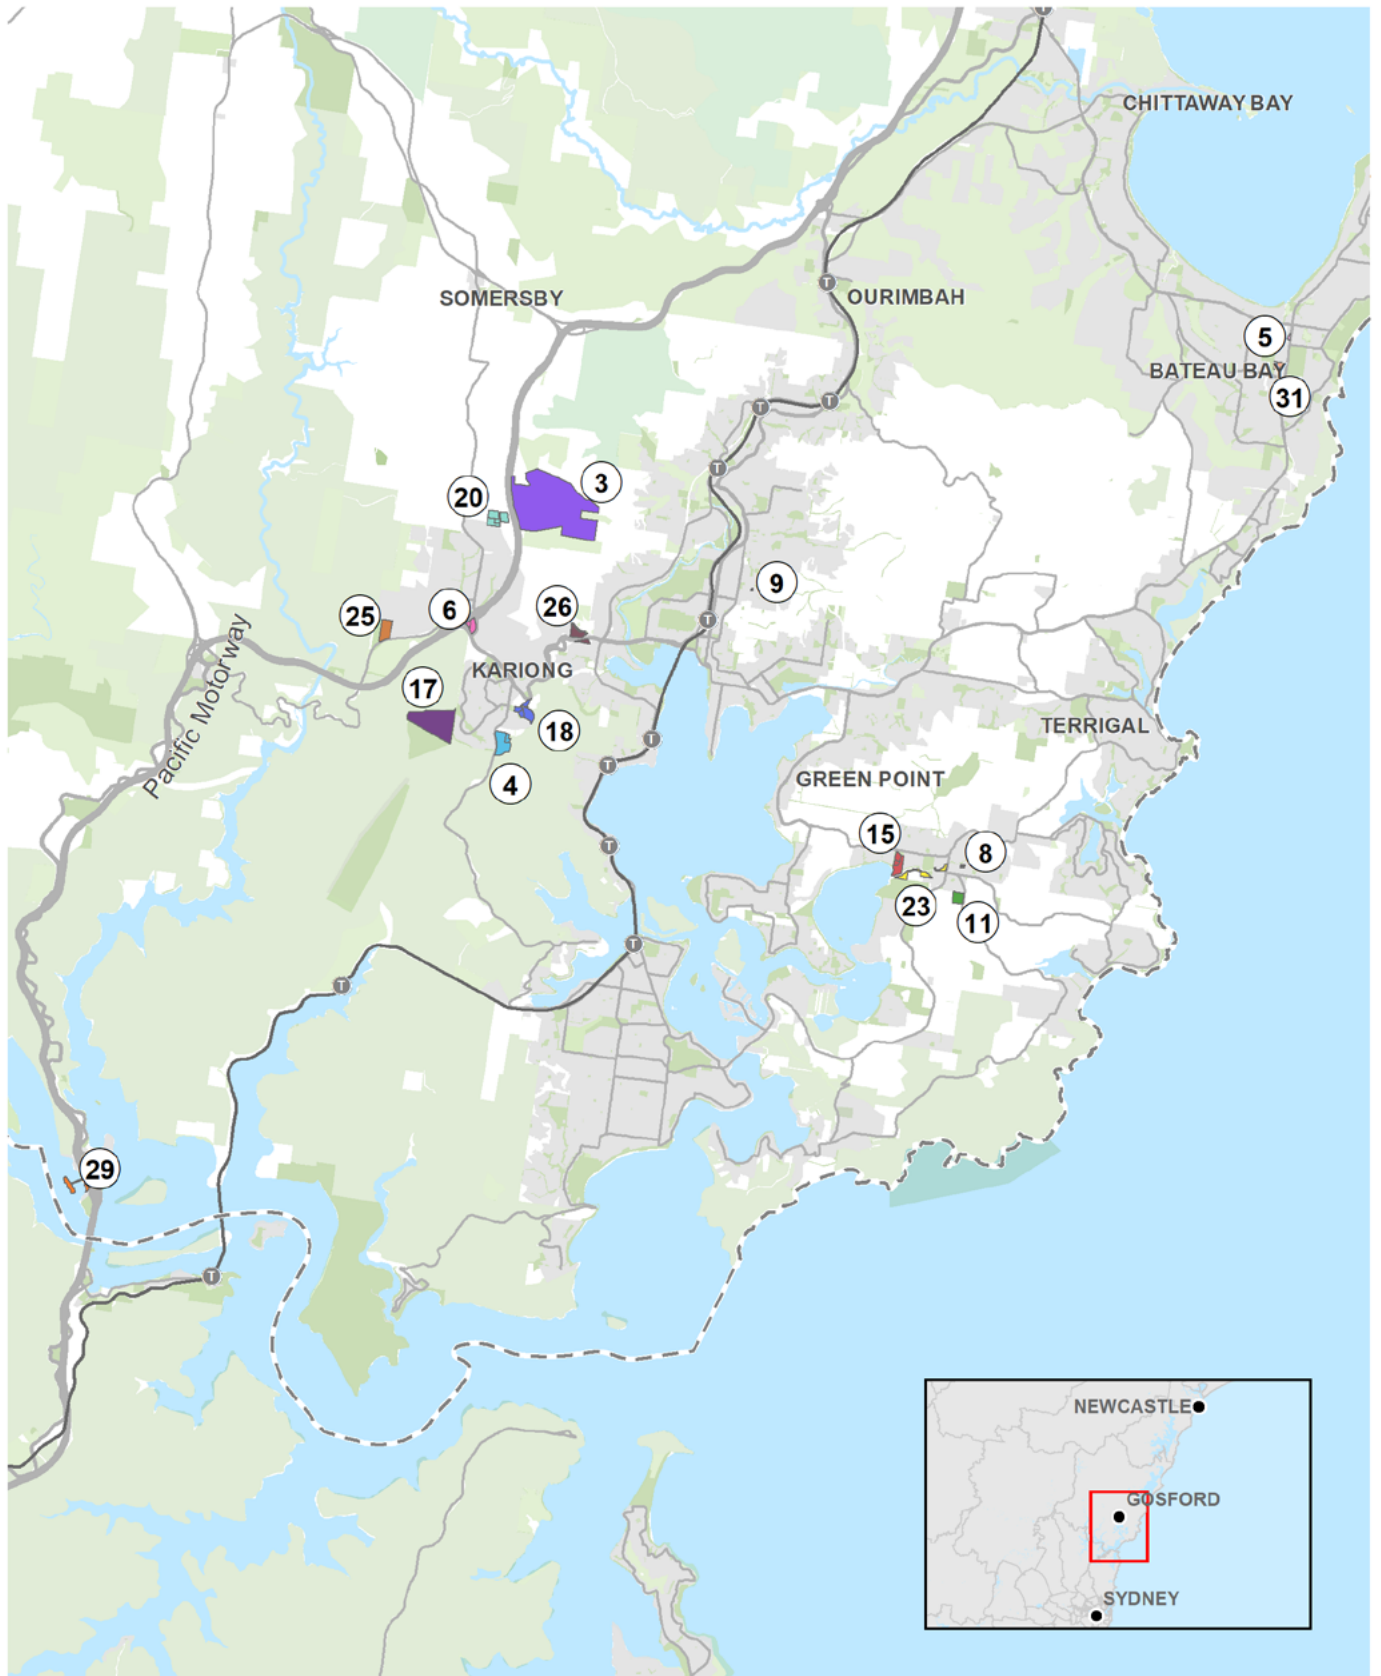 T
CHITTAWAY BAY
T
SOMERSBY
OURIMBAH
5
BATEAU BAY
31
T
T
T
3
20
9
25
6
26
T
KARIONG
17
18
T
TERRIGAL
Pacific Motorway
T
GREEN POINT
4
15
T
8
23
11
T
T
29
T
NEWCASTLE
GOSFORD
SYDNEY